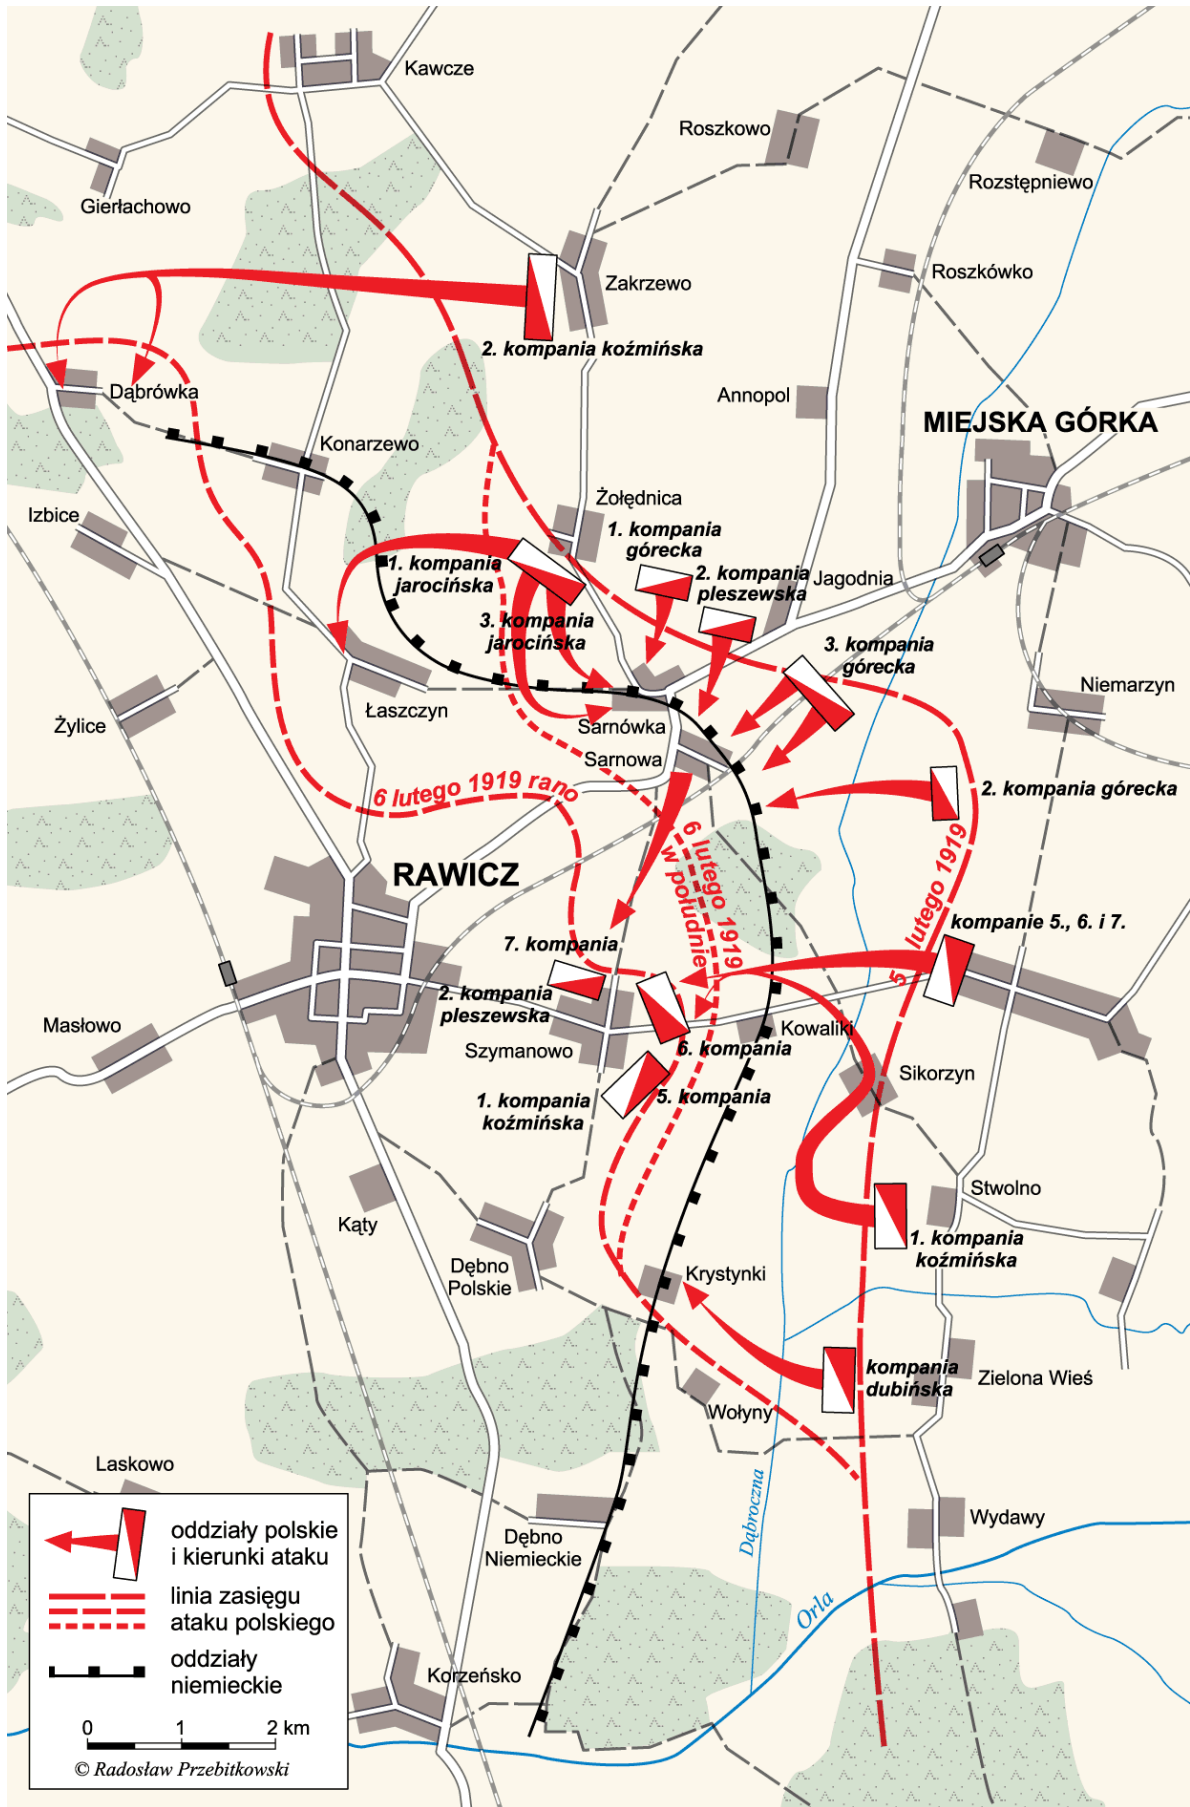 Kawcze
Roszkowo
Rozstępniewo
Gierłachowo
Roszkówko
Zakrzewo
2. kompania koźmińska
Dąbrówka
Annopol
MIEJSKA GÓRKA
Konarzewo
Izbice
Żołędnica
1. kompania
górecka
1. kompania
jarocińska
2. kompania
pleszewska
Jagodnia
3. kompania
jarocińska
3. kompania
górecka
Niemarzyn
Łaszczyn
Żylice
Sarnówka
Sarnowa
2. kompania górecka
6 lutego 1919 rano
6 lutego 1919
w południe
5 lutego 1919
RAWICZ
kompanie 5., 6. i 7.
7. kompania
2. kompania
pleszewska
Masłowo
Szymanowo
Kowaliki
6. kompania
Sikorzyn
5. kompania
1. kompania
koźmińska
Kąty
Stwolno
1. kompania
koźmińska
Dębno
Polskie
Krystynki
kompania
dubińska
Zielona Wieś
Wołyny
Laskowo
Dąbroczna
Wydawy
Dębno
Niemieckie
Orla
Korzeńsko
oddziały polskie
i kierunki ataku
linia zasięgu
ataku polskiego
oddziały
niemieckie
0 1 2 km
© Radosław Przebitkowski